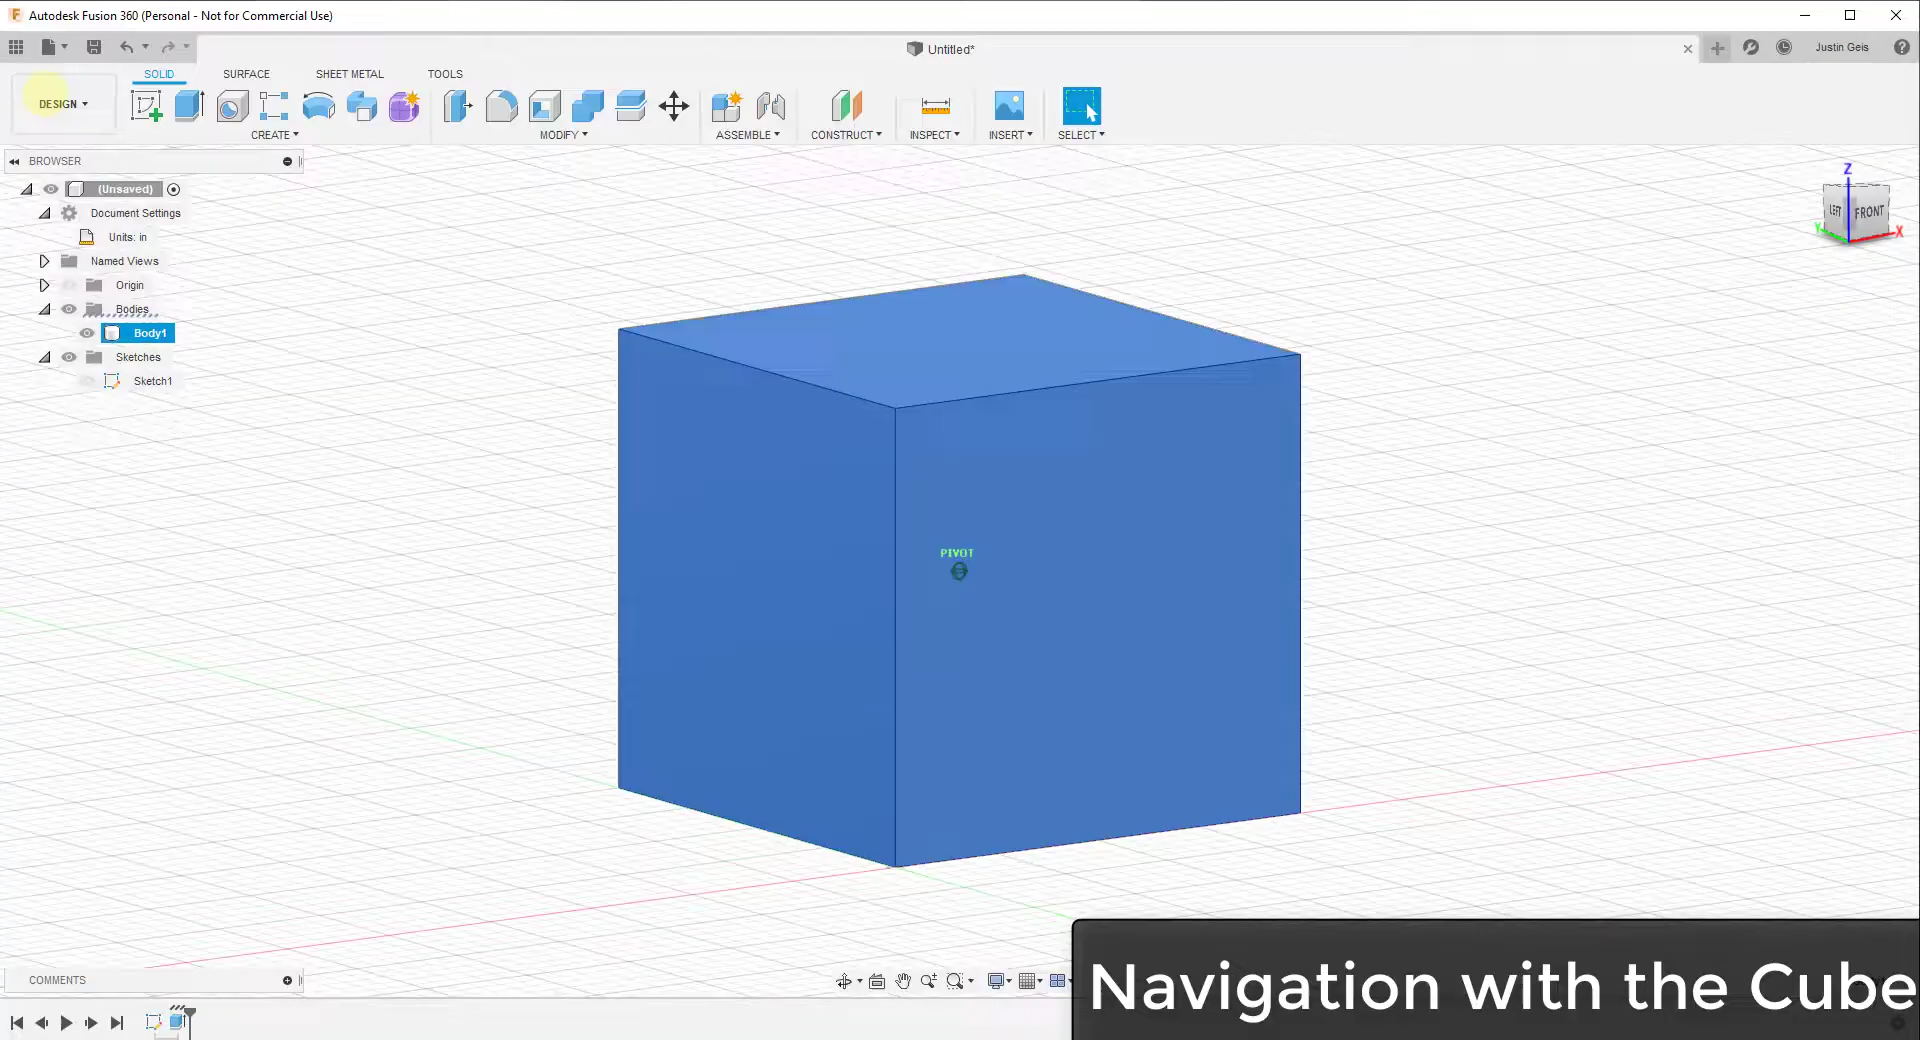 Autodesk Fusion 360 (Personal - Not for Commercial Use)
Untitled*
Justin Geis
SOLID SURFACE SHEET METAL TOOLS
DESIGN
CREATE MODIFY ASSEMBLE CONSTRUCT INSPECT INSERT SELECT
BROWSER
(Unsaved)
Document Settings
Units: in
Named Views
Origin
Bodies
Body1
Sketches
Sketch1
Z
LEFT FRONT
Y X
PIVOT
COMMENTS
Navigation with the Cube